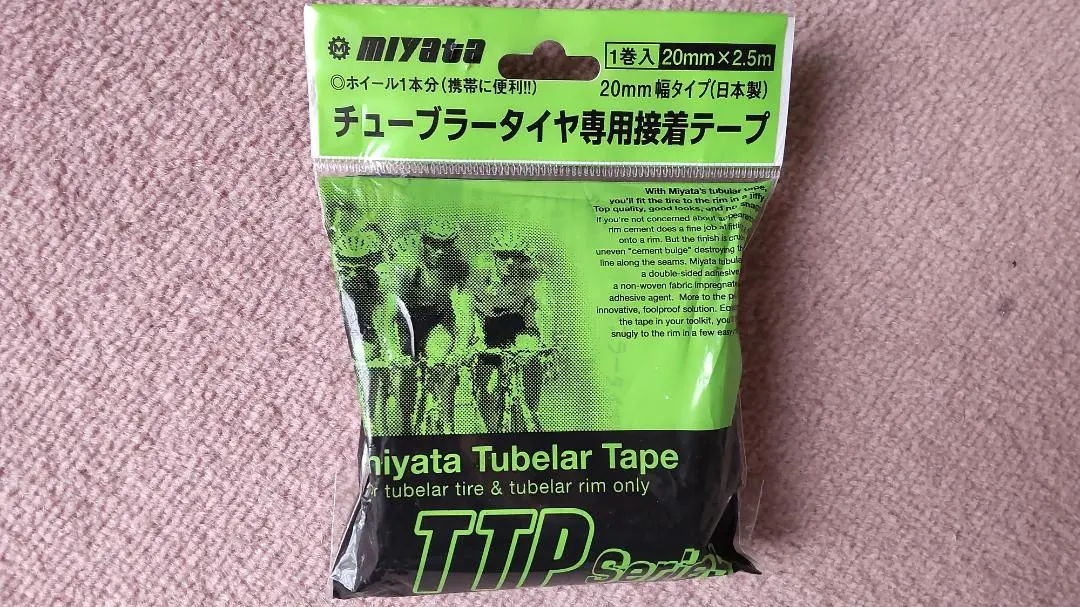 miyata
1巻入 20mm×2.5m
◎ホイール1本分(携帯に便利!!)
20mm幅タイプ(日本製)
チューブラータイヤ専用接着テープ
With Miyata's tubular tape,
you'll fit the tire to the rim in a jiffy.
Top quality, good looks, and no
If you're not concerned about
rim cement does a fine job at
onto a rim. But the finish is
uneven "cement bulge" destroying
line along the seams. Miyata
a double-sided adhesive
a non-woven fabric
adhesive agent. More to the
innovative, foolproof solution.
the tape in your toolkit,
snugly to the rim in a few
miyata Tubelar Tape
tubelar tire & tubelar rim only
TTP Series